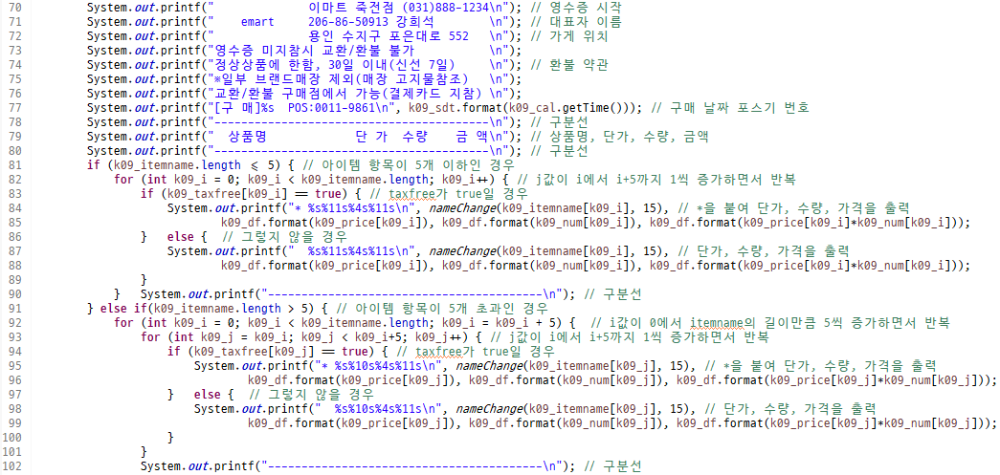 70 System.out.printf("              이마트 죽전점 (031)888-1234\n"); // 영수증 시작
71 System.out.printf("    emart     206-86-50913 강희석        \n"); // 대표자 이름
72 System.out.printf("              용인 수지구 포은대로 552   \n"); // 가게 위치
73 System.out.printf("영수증 미지참시 교환/환불 불가           \n");
74 System.out.printf("정상상품에 한함, 30일 이내(신선 7일)     \n"); // 환불 약관
75 System.out.printf("※일부 브랜드매장 제외(매장 고지물참조)   \n");
76 System.out.printf("교환/환불 구매점에서 가능(결제카드 지참) \n");
77 System.out.printf("[구 매]%s  POS:0011-9861\n", k09_sdt.format(k09_cal.getTime())); // 구매 날짜 포스기 번호
78 System.out.printf("-----------------------------------------\n"); // 구분선
79 System.out.printf("  상품명             단 가  수량    금 액\n"); // 상품명, 단가, 수량, 금액
80 System.out.printf("-----------------------------------------\n"); // 구분선
81 if (k09_itemname.length <= 5) { // 아이템 항목이 5개 이하인 경우
82 for (int k09_i = 0; k09_i < k09_itemname.length; k09_i++) { // j값이 i에서 i+5까지 1씩 증가하면서 반복
83 if (k09_taxfree[k09_i] == true) { // taxfree가 true일 경우
84 System.out.printf("* %s%11s%4s%11s\n", nameChange(k09_itemname[k09_i], 15), // *을 붙여 단가, 수량, 가격을 출력
85 k09_df.format(k09_price[k09_i]), k09_df.format(k09_num[k09_i]), k09_df.format(k09_price[k09_i]*k09_num[k09_i]));
86 }   else {  // 그렇지 않을 경우
87 System.out.printf("  %s%11s%4s%11s\n", nameChange(k09_itemname[k09_i], 15), // 단가, 수량, 가격을 출력
88 k09_df.format(k09_price[k09_i]), k09_df.format(k09_num[k09_i]), k09_df.format(k09_price[k09_i]*k09_num[k09_i]));
89 }
90 }   System.out.printf("-----------------------------------------\n"); // 구분선
91 } else if(k09_itemname.length > 5) { // 아이템 항목이 5개 초과인 경우
92 for (int k09_i = 0; k09_i < k09_itemname.length; k09_i = k09_i + 5) {  // i값이 0에서 itemname의 길이만큼 5씩 증가하면서 반복
93 for (int k09_j = k09_i; k09_j < k09_i+5; k09_j++) { // j값이 i에서 i+5까지 1씩 증가하면서 반복
94 if (k09_taxfree[k09_j] == true) { // taxfree가 true일 경우
95 System.out.printf("* %s%10s%4s%11s\n", nameChange(k09_itemname[k09_j], 15), // *을 붙여 단가, 수량, 가격을 출력
96 k09_df.format(k09_price[k09_j]), k09_df.format(k09_num[k09_j]), k09_df.format(k09_price[k09_j]*k09_num[k09_j]));
97 }   else {  // 그렇지 않을 경우
98 System.out.printf("  %s%10s%4s%11s\n", nameChange(k09_itemname[k09_j], 15), // 단가, 수량, 가격을 출력
99 k09_df.format(k09_price[k09_j]), k09_df.format(k09_num[k09_j]), k09_df.format(k09_price[k09_j]*k09_num[k09_j]));
100 }
101 }
102 System.out.printf("-----------------------------------------\n"); // 구분선